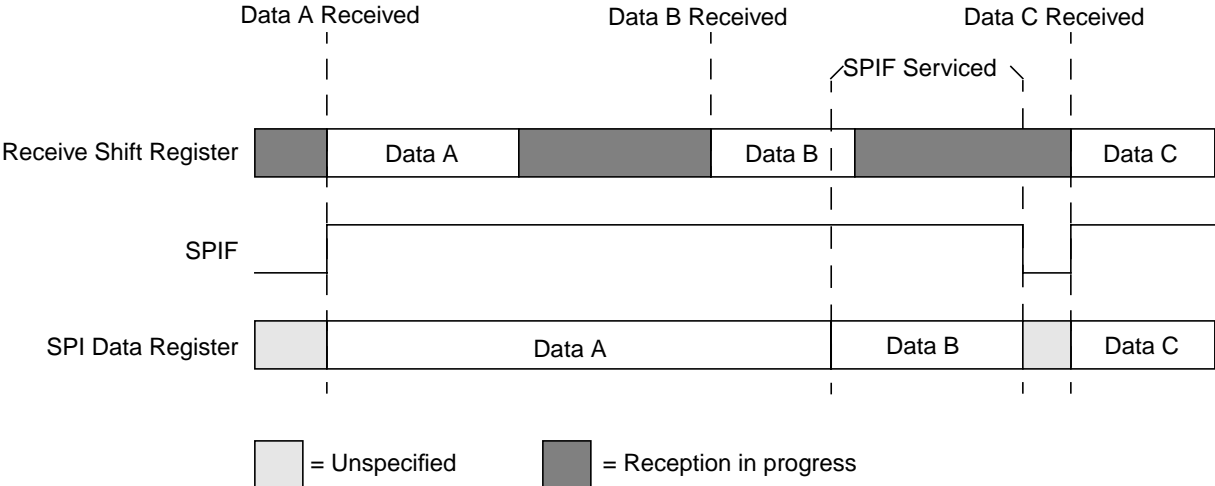 Data A Received
Data B Received
Data C Received
SPIF Serviced
Receive Shift Register
Data A
Data B
Data C
SPIF
SPI Data Register
Data A
Data B
Data C
= Unspecified
= Reception in progress